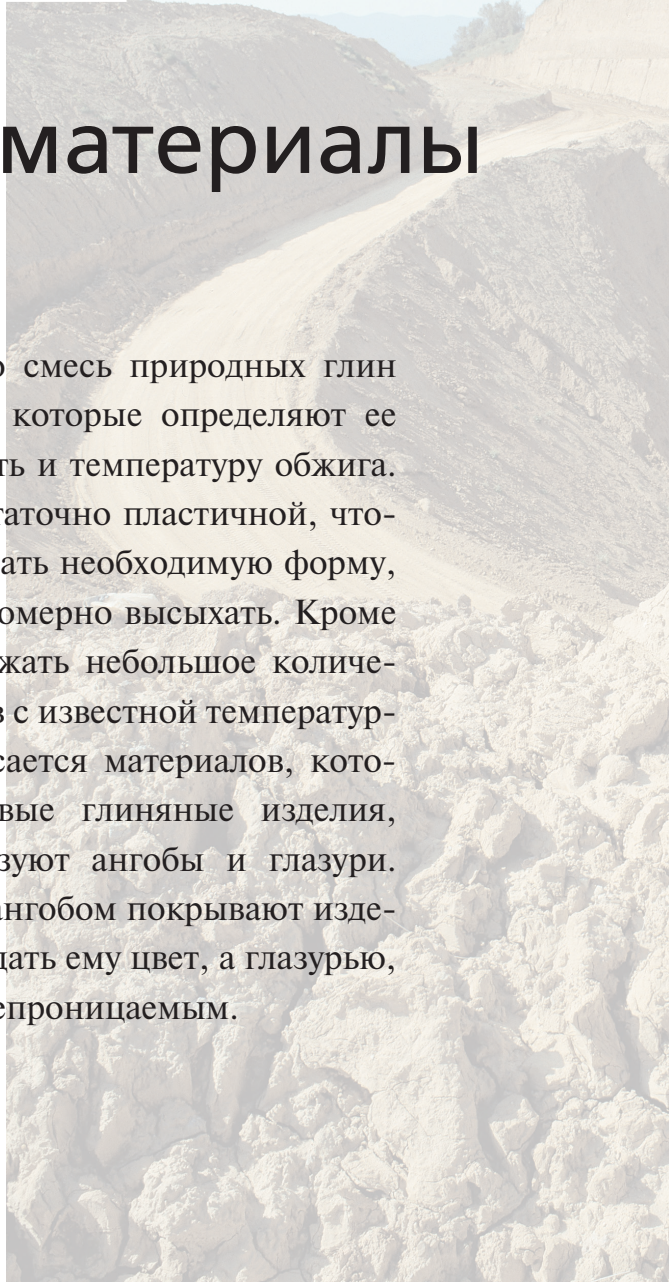 материалы
смесь природных глин
которые определяют ее
ть и температуру обжига.
таточно пластичной, что-
ать необходимую форму,
омерно высыхать. Кроме
жать небольшое количе-
в с известной температур-
сается материалов, кото-
вые глиняные изделия,
зуют ангобы и глазури.
ангобом покрывают изде-
дать ему цвет, а глазурью,
епроницаемым.